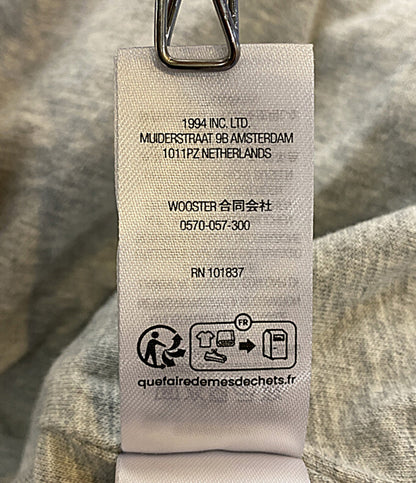 1994 INC. LTD.
MUIDERSTRAAT 9B AMSTERDAM
1011PZ NETHERLANDS
WOOSTER 合同会社
0570-057-300
RN 101837
FR
quefairedemesdechets.fr